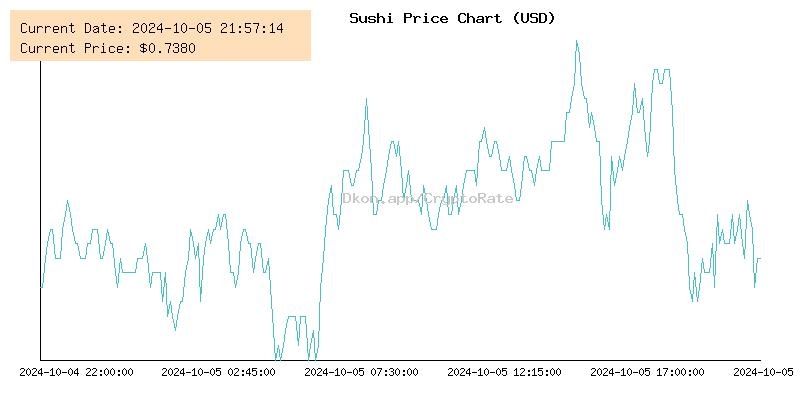 Sushi Price Chart (USD)
Current Date: 2024-10-05 21:57:14
Current Price: $0.7380
Dkon.app/CryptoRate
2024-10-04 22:00:00 2024-10-05 02:45:00 2024-10-05 07:30:00 2024-10-05 12:15:00 2024-10-05 17:00:00 2024-10-05